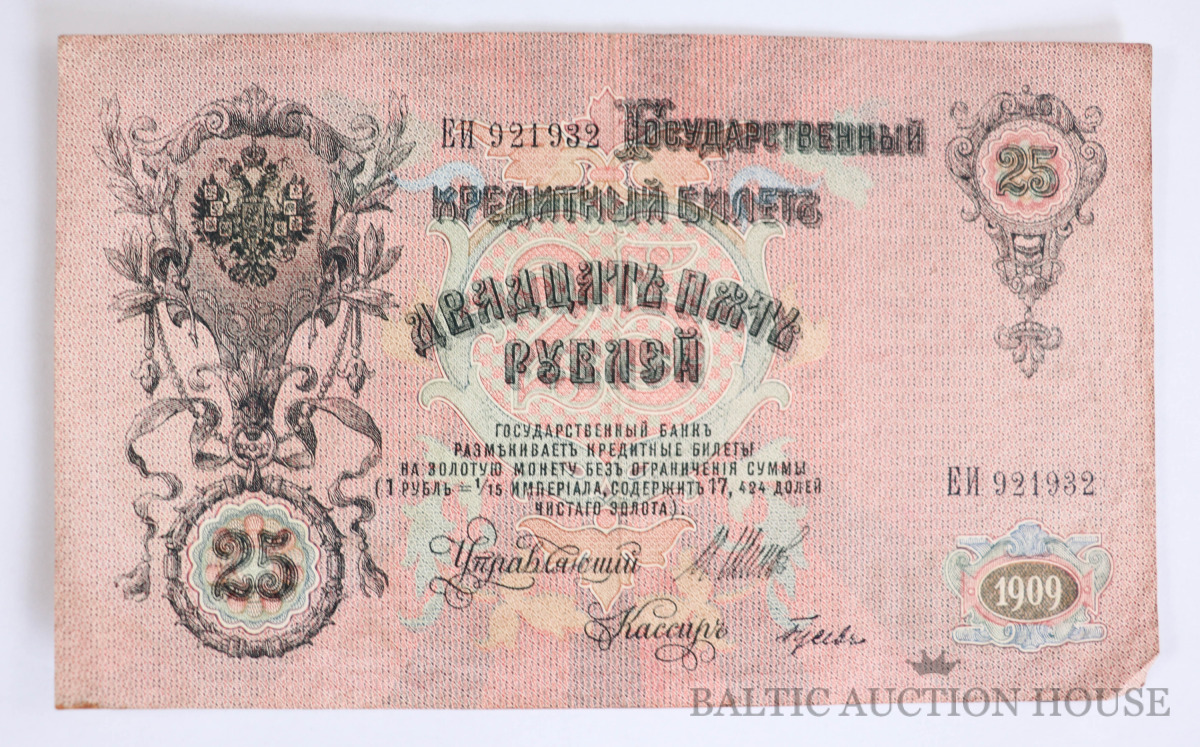 ЕИ 921932 Государственный
25
кредитный билетъ
25
двадцать пять
рублей
Государственный банкъ
размѣниваетъ кредитные билеты
на золотую монету безъ ограниченія суммы
(1 рубль = 1/15 имперіала, содержитъ 17, 424 долей
чистаго золота).
ЕИ 921932
Управляющий
25
1909
Кассиръ
BALTIC AUCTION HOUSE